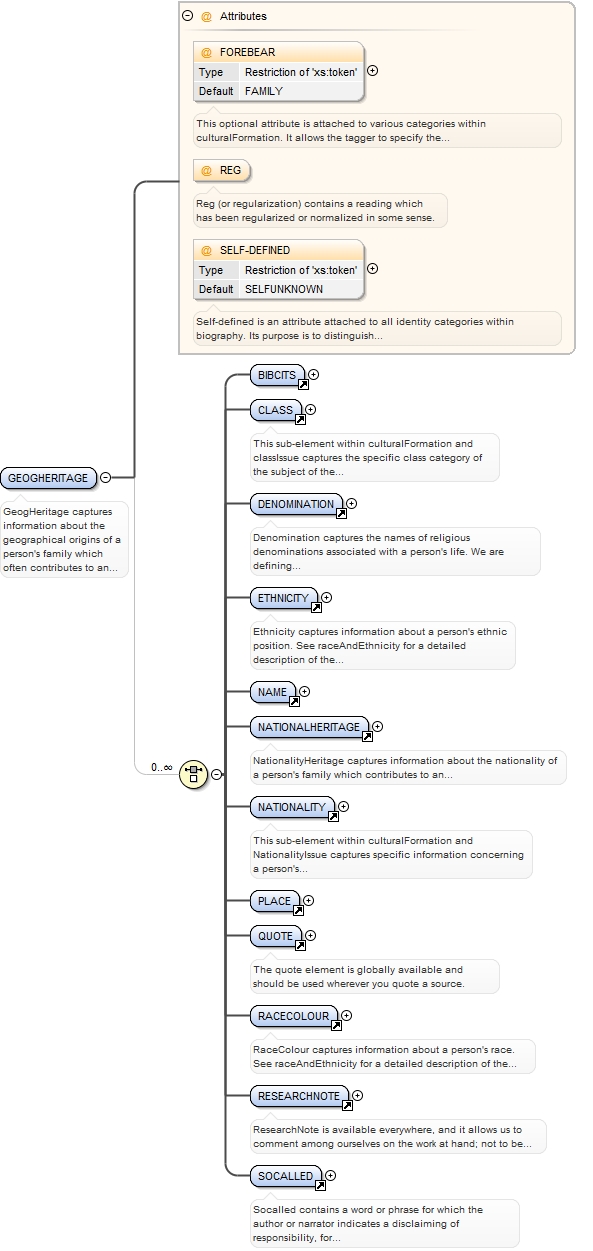 @ Attributes
@ FOREBEAR
Type Restriction of 'xs:token'
Default FAMILY
This optional attribute is attached to various categories within
culturalFormation. It allows the tagger to specify the...
@ REG
Reg (or regularization) contains a reading which
has been regularized or normalized in some sense.
@ SELF-DEFINED
Type Restriction of 'xs:token'
Default SELFUNKNOWN
Self-defined is an attribute attached to all identity categories within
biography. Its purpose is to distinguish...
GEOGHERITAGE
GeogHeritage captures
information about the
geographical origins of a
person's family which
often contributes to an...
0..∞
BIBCITS
CLASS
This sub-element within culturalFormation and
classIssue captures the specific class category of
the subject of the...
DENOMINATION
Denomination captures the names of religious
denominations associated with a person's life. We are
defining...
ETHNICITY
Ethnicity captures information about a person's ethnic
position. See raceAndEthnicity for a detailed
description of the...
NAME
NATIONALHERITAGE
NationalityHeritage captures information about the nationality of
a person's family which contributes to an...
NATIONALITY
This sub-element within culturalFormation and
NationalityIssue captures specific information concerning
a person's...
PLACE
QUOTE
The quote element is globally available and
should be used wherever you quote a source.
RACECOLOUR
RaceColour captures information about a person's race.
See raceAndEthnicity for a detailed description of the...
RESEARCHNOTE
ResearchNote is available everywhere, and it allows us to
comment among ourselves on the work at hand; not to be...
SOCALLED
Socalled contains a word or phrase for which the
author or narrator indicates a disclaiming of
responsibility, for...